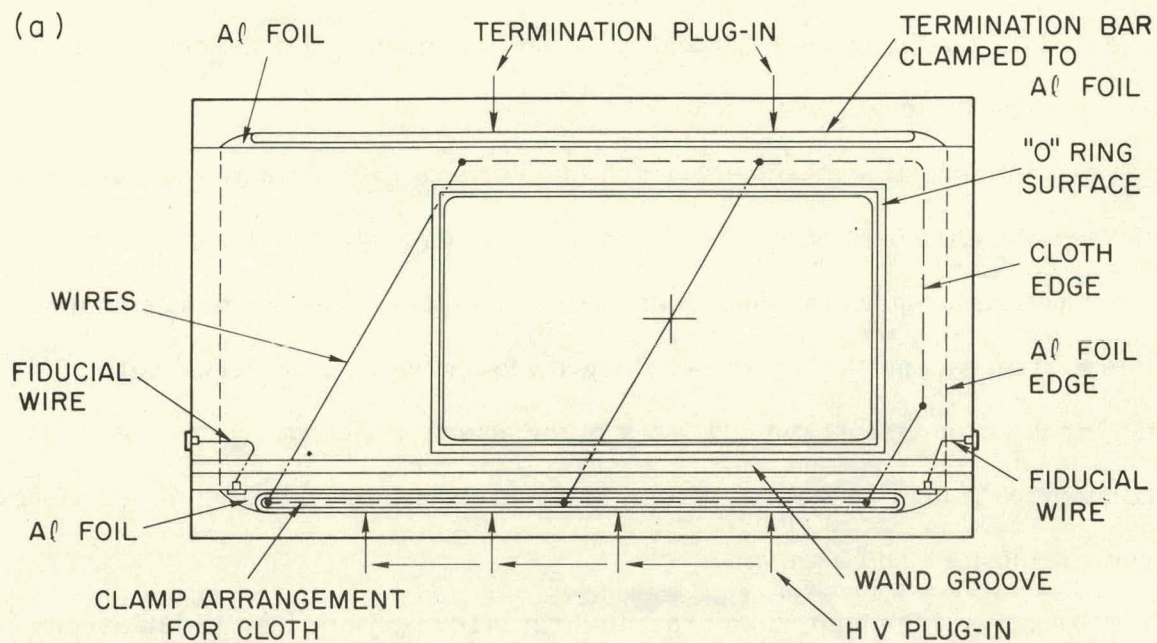 (a)
Aℓ FOIL
TERMINATION PLUG-IN
TERMINATION BAR
CLAMPED TO
Aℓ FOIL
"O" RING
SURFACE
CLOTH
EDGE
WIRES
Aℓ FOIL
EDGE
FIDUCIAL
WIRE
FIDUCIAL
WIRE
Aℓ FOIL
WAND GROOVE
CLAMP ARRANGEMENT
FOR CLOTH
H V PLUG-IN